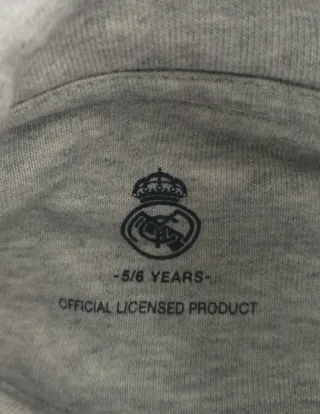 -5/6 YEARS-
OFFICIAL LICENSED PRODUCT